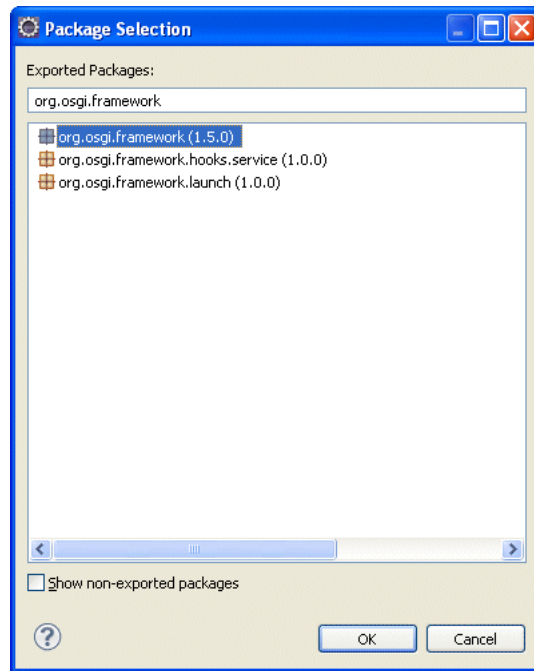 Package Selection
Exported Packages:
org.osgi.framework
org.osgi.framework (1.5.0)
org.osgi.framework.hooks.service (1.0.0)
org.osgi.framework.launch (1.0.0)
Show non-exported packages
?
OK Cancel